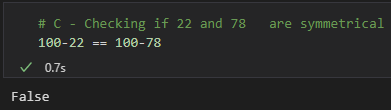 # C - Checking if 22 and 78   are symmetrical
100-22 == 100-78
✓ 0.7s
False